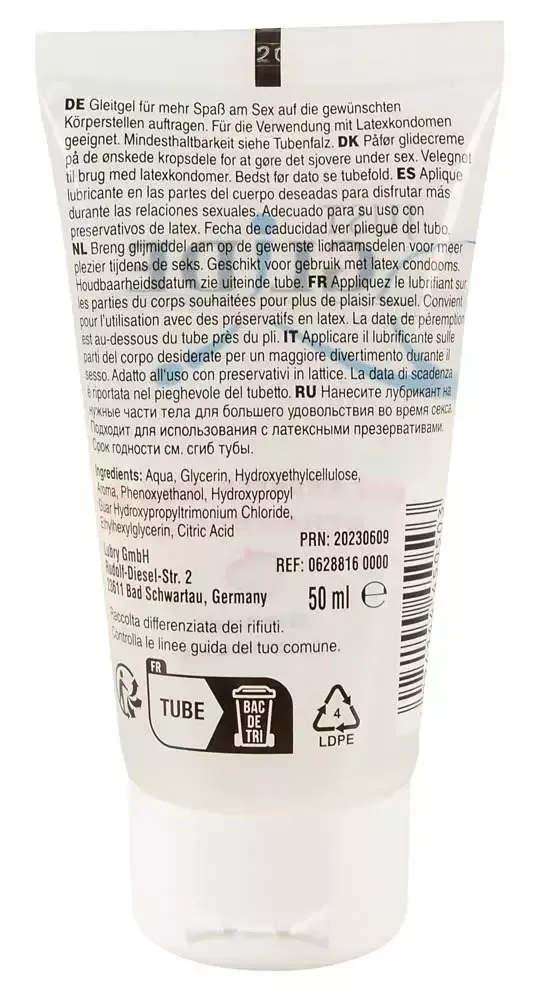 20
DE Gleitgel für mehr Spaß am Sex auf die gewünschten
Körperstellen auftragen. Für die Verwendung mit Latexkondomen
geeignet. Mindesthaltbarkeit siehe Tubenfalz. DK Påfør glidecreme
på de ønskede kropsdele for at gøre det sjovere under sex. Velegnet
til brug med latexkondomer. Bedst før dato se tubefold. ES Aplique
lubricante en las partes del cuerpo deseadas para disfrutar más
durante las relaciones sexuales. Adecuado para su uso con
preservativos de latex. Fecha de caducidad ver pliegue del tubo.
NL Breng glijmiddel aan op de gewenste lichaamsdelen voor meer
plezier tijdens de seks. Geschikt voor gebruik met latex condooms.
Houdbaarheidsdatum zie uiteinde tube. FR Appliquez le lubrifiant sur
les parties du corps souhaitées pour plus de plaisir sexuel. Convient
pour l'utilisation avec des préservatifs en latex. La date de péremption
est au-dessous du tube près du pli. IT Applicare il lubrificante sulle
parti del corpo desiderate per un maggiore divertimento durante il
sesso. Adatto all'uso con preservativi in lattice. La data di scadenza
è riportata nel pieghevole del tubetto. RU Нанесите лубрикант на
нужные части тела для большего удовольствия во время секса.
Подходит для использования с латексными презервативами.
Срок годности см. сгиб тубы.
Ingredients: Aqua, Glycerin, Hydroxyethylcellulose,
Aroma, Phenoxyethanol, Hydroxypropyl
Guar Hydroxypropyltrimonium Chloride,
Ethylhexylglycerin, Citric Acid
PRN: 20230609
Lubry GmbH
REF: 0628816 0000
Rudolf-Diesel-Str. 2
23611 Bad Schwartau, Germany
50 ml e
Raccolta differenziata dei rifiuti.
Controlla le linee guida del tuo comune.
FR
TUBE
BAC
DE
TRI
4
LDPE